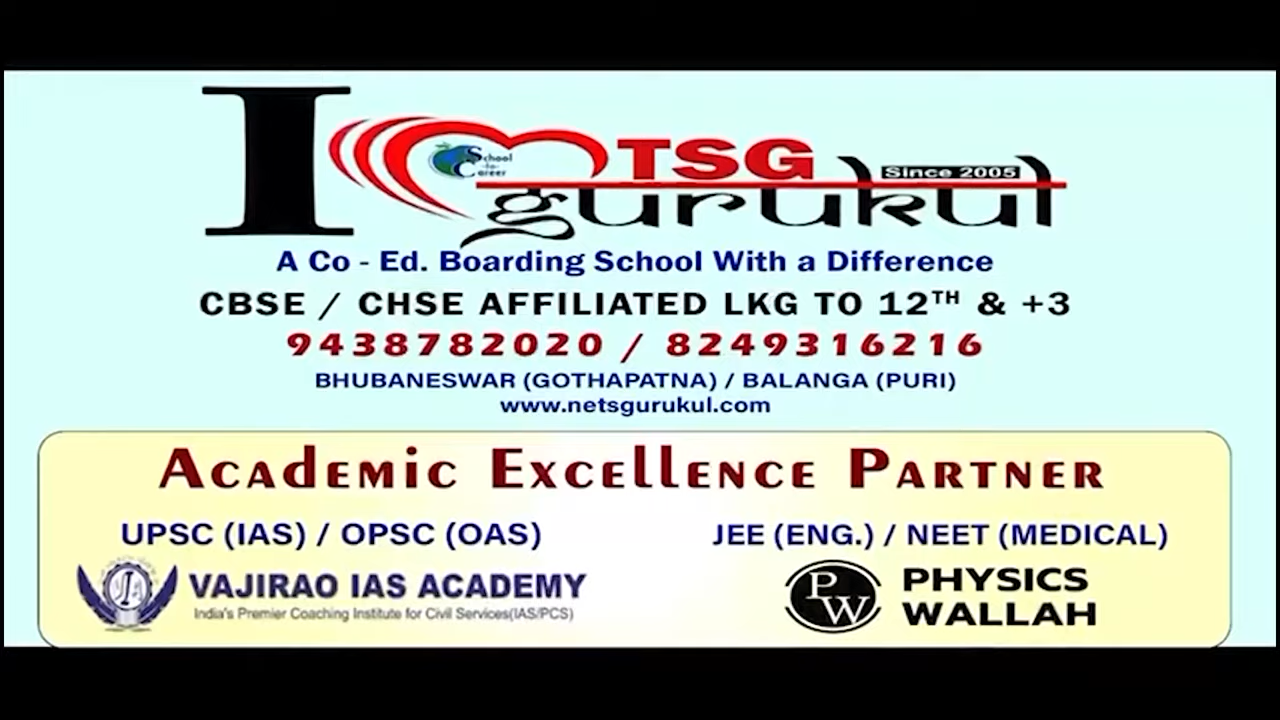 I TSG gurukul Since 2005
School -to- Career
A Co - Ed. Boarding School With a Difference
CBSE / CHSE AFFILIATED LKG TO 12TH & +3
9438782020 / 8249316216
BHUBANESWAR (GOTHAPATNA) / BALANGA (PURI)
www.netsgurukul.com
ACADEMIC EXCELLENCE PARTNER
UPSC (IAS) / OPSC (OAS)
VAJIRAO IAS ACADEMY
India's Premier Coaching Institute for Civil Services(IAS/PCS)
JEE (ENG.) / NEET (MEDICAL)
PW PHYSICS
WALLAH